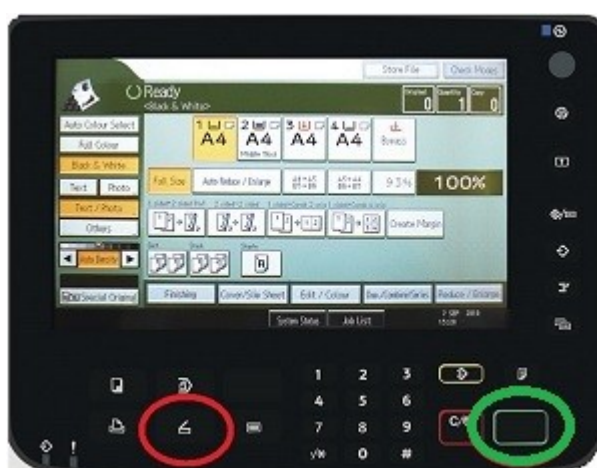 Store File Check Modes
Ready
<Black & White>
Original Quantity Copy
0 1 0
Auto Colour Select
Full Colour
Black & White
Text Photo
Text / Photo
Others
Auto Density
Special Original
1 2 3 4
A4 A4 A4 A4 Bypass
Full Size Auto Reduce / Enlarge 93% 100%
Create Margin
Sort Stack Staple
Finishing Cover/Slip Sheet Edit / Colour Dup./Combine/Series Reduce / Enlarge
System Status Job List
1 2 3
4 5 6
7 8 9
0 #